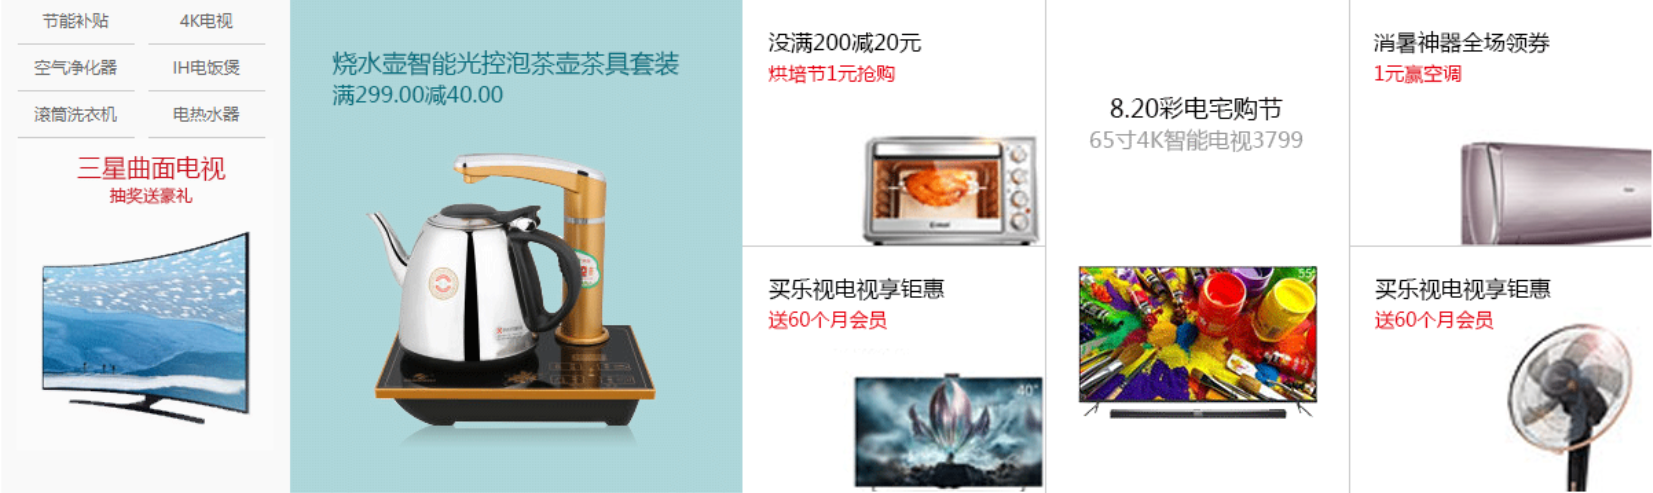 节能补贴
4K电视
空气净化器
IH电饭煲
滚筒洗衣机
电热水器
三星曲面电视
抽奖送豪礼
烧水壶智能光控泡茶壶茶具套装
满299.00减40.00
没满200减20元
烘培节1元抢购
买乐视电视享钜惠
送60个月会员
40"
8.20彩电宅购节
65寸4K智能电视3799
55"
消暑神器全场领券
1元赢空调
买乐视电视享钜惠
送60个月会员